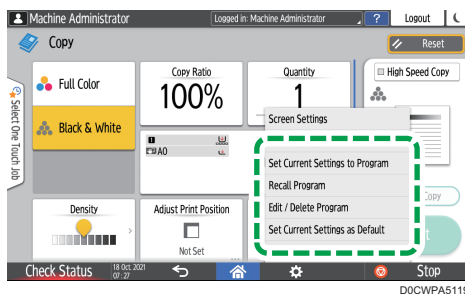 Machine Administrator
Logged in: Machine Administrator
?
Logout
Copy
Reset
Select One Touch Job
Full Color
Black & White
Copy Ratio
100%
Quantity
1
High Speed Copy
Screen Settings
1
A0
Set Current Settings to Program
Recall Program
Edit / Delete Program
Set Current Settings as Default
Copy
t
Density
Adjust Print Position
Not Set
Check Status
18 Oct. 2021
07:27
Stop
D0CWPA5119